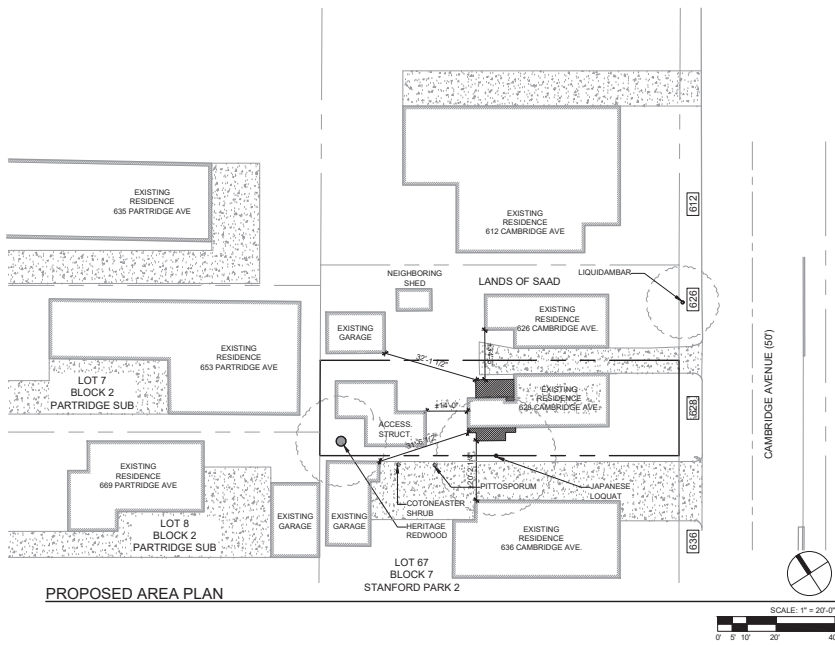 EXISTING
RESIDENCE
635 PARTRIDGE AVE
EXISTING
RESIDENCE
612 CAMBRIDGE AVE
612
NEIGHBORING
SHED
LANDS OF SAAD
LIQUIDAMBAR
626
EXISTING
GARAGE
EXISTING
RESIDENCE
626 CAMBRIDGE AVE.
EXISTING
RESIDENCE
653 PARTRIDGE AVE
LOT 7
BLOCK 2
PARTRIDGE SUB
32'-1 1/2"
EXISTING
RESIDENCE
628 CAMBRIDGE AVE.
628
CAMBRIDGE AVENUE (50')
±14'-0"
ACCESS.
STRUCT.
EXISTING
RESIDENCE
669 PARTRIDGE AVE
LOT 8
BLOCK 2
PARTRIDGE SUB
EXISTING
GARAGE
EXISTING
GARAGE
PITTOSPORUM
JAPANESE
LOQUAT
COTONEASTER
SHRUB
HERITAGE
REDWOOD
EXISTING
RESIDENCE
636 CAMBRIDGE AVE.
636
LOT 67
BLOCK 7
STANFORD PARK 2
PROPOSED AREA PLAN
SCALE: 1" = 20'-0"
0' 5' 10' 20' 40'